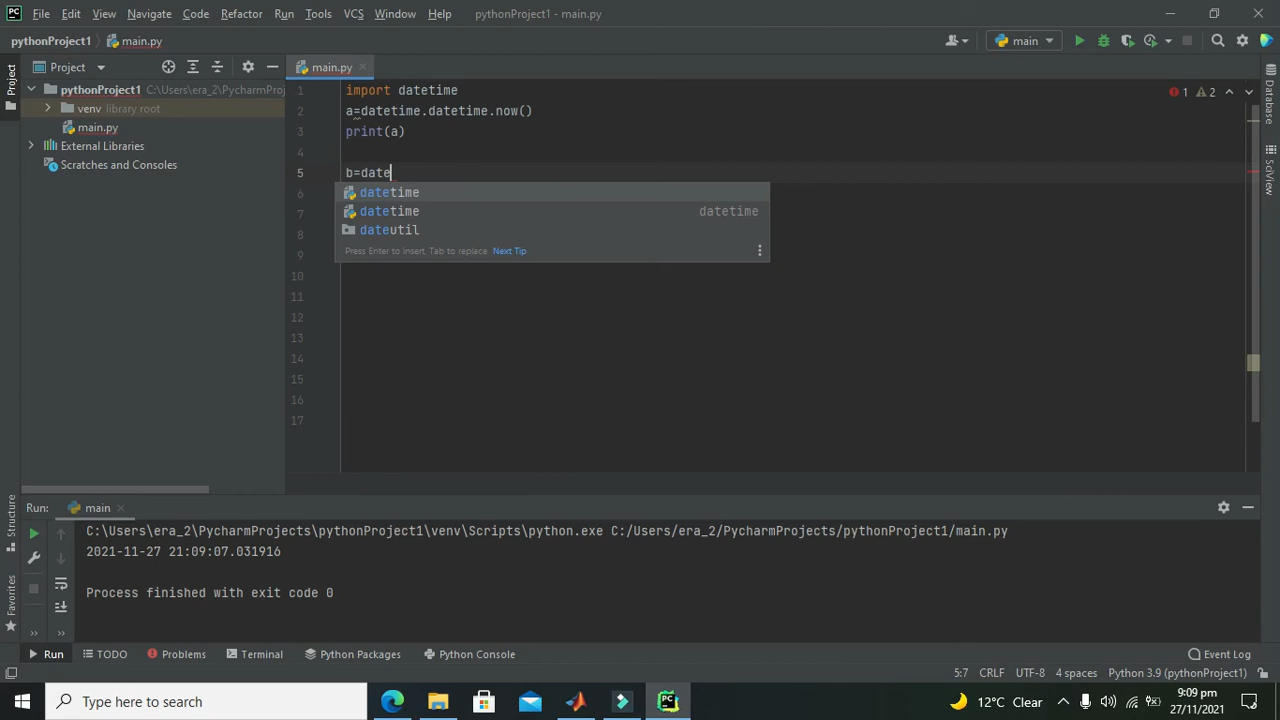 File Edit View Navigate Code Refactor Run Tools VCS Window Help pythonProject1 - main.py
pythonProject1 main.py main
Project main.py
1 import datetime 1 2
2 a=datetime.datetime.now()
3 print(a)
4
5 b=date
6 datetime
7 datetime datetime
8 dateutil
9 Press Enter to insert, Tab to replace Next Tip
10
11
12
13
14
15
16
17
Project
pythonProject1 C:\Users\era_2\PycharmProj
venv library root
main.py
External Libraries
Scratches and Consoles
Database
SciView
Structure
Favorites
Run: main
C:\Users\era_2\PycharmProjects\pythonProject1\venv\Scripts\python.exe C:/Users/era_2/PycharmProjects/pythonProject1/main.py
2021-11-27 21:09:07.031916
Process finished with exit code 0
Run TODO Problems Terminal Python Packages Python Console Event Log
5:7 CRLF UTF-8 4 spaces Python 3.9 (pythonProject1)
Type here to search
12°C Clear
9:09 pm
27/11/2021